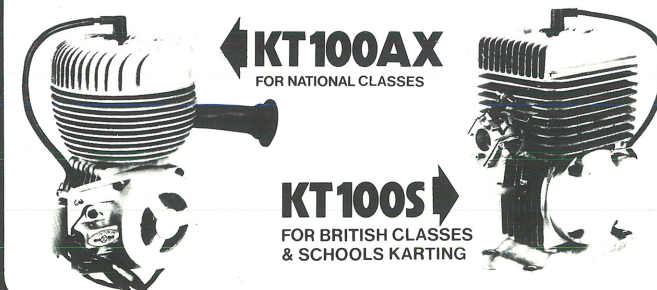 KT100AX
FOR NATIONAL CLASSES
KT100S
FOR BRITISH CLASSES
& SCHOOLS KARTING